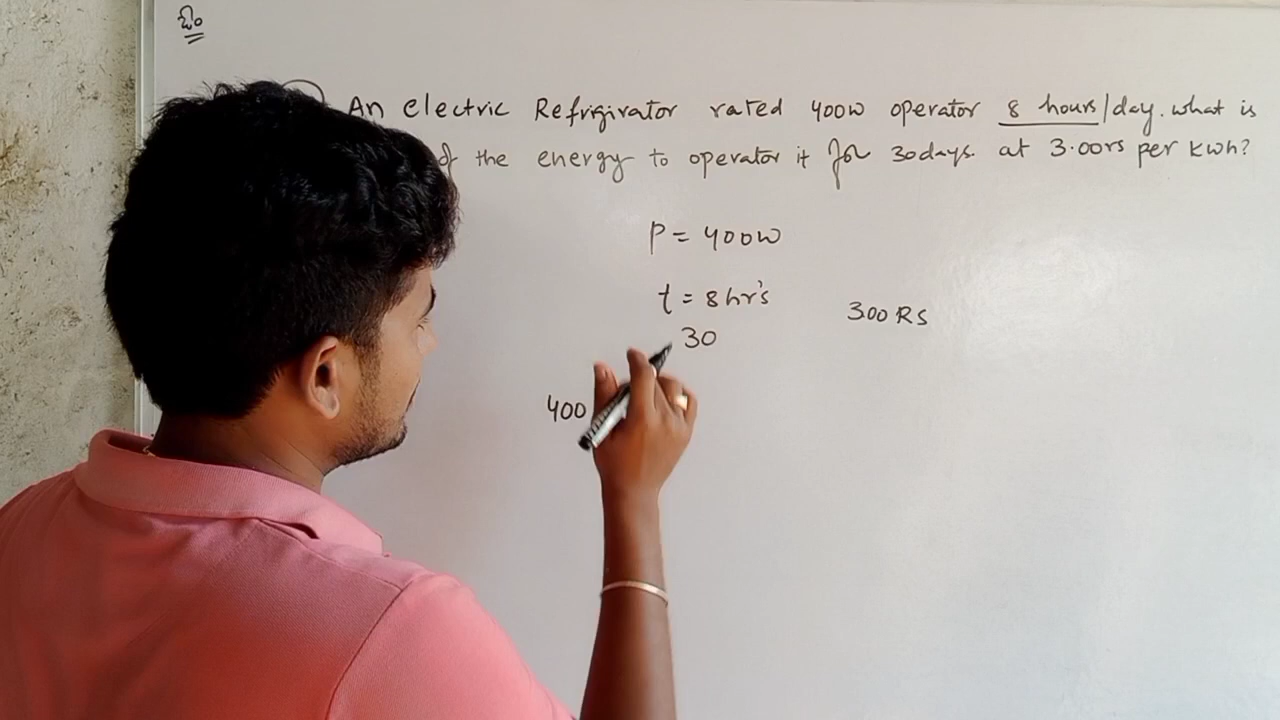 ఓం
An electric Refrigirator rated 400w operator 8 hours/day. what is
the energy to operator it for 30days. at 3.00rs per kwh?
P = 400w
t = 8hr's
300 RS
30
400